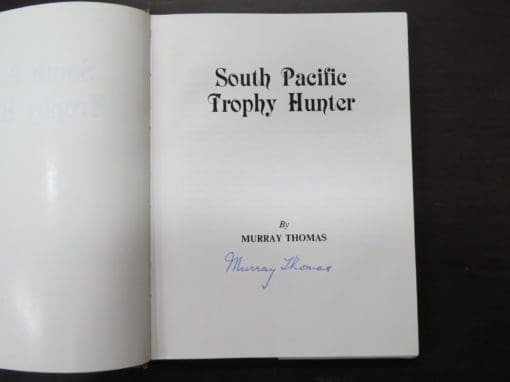 South Pacific
Trophy Hunter
By
MURRAY THOMAS
Murray Thomas